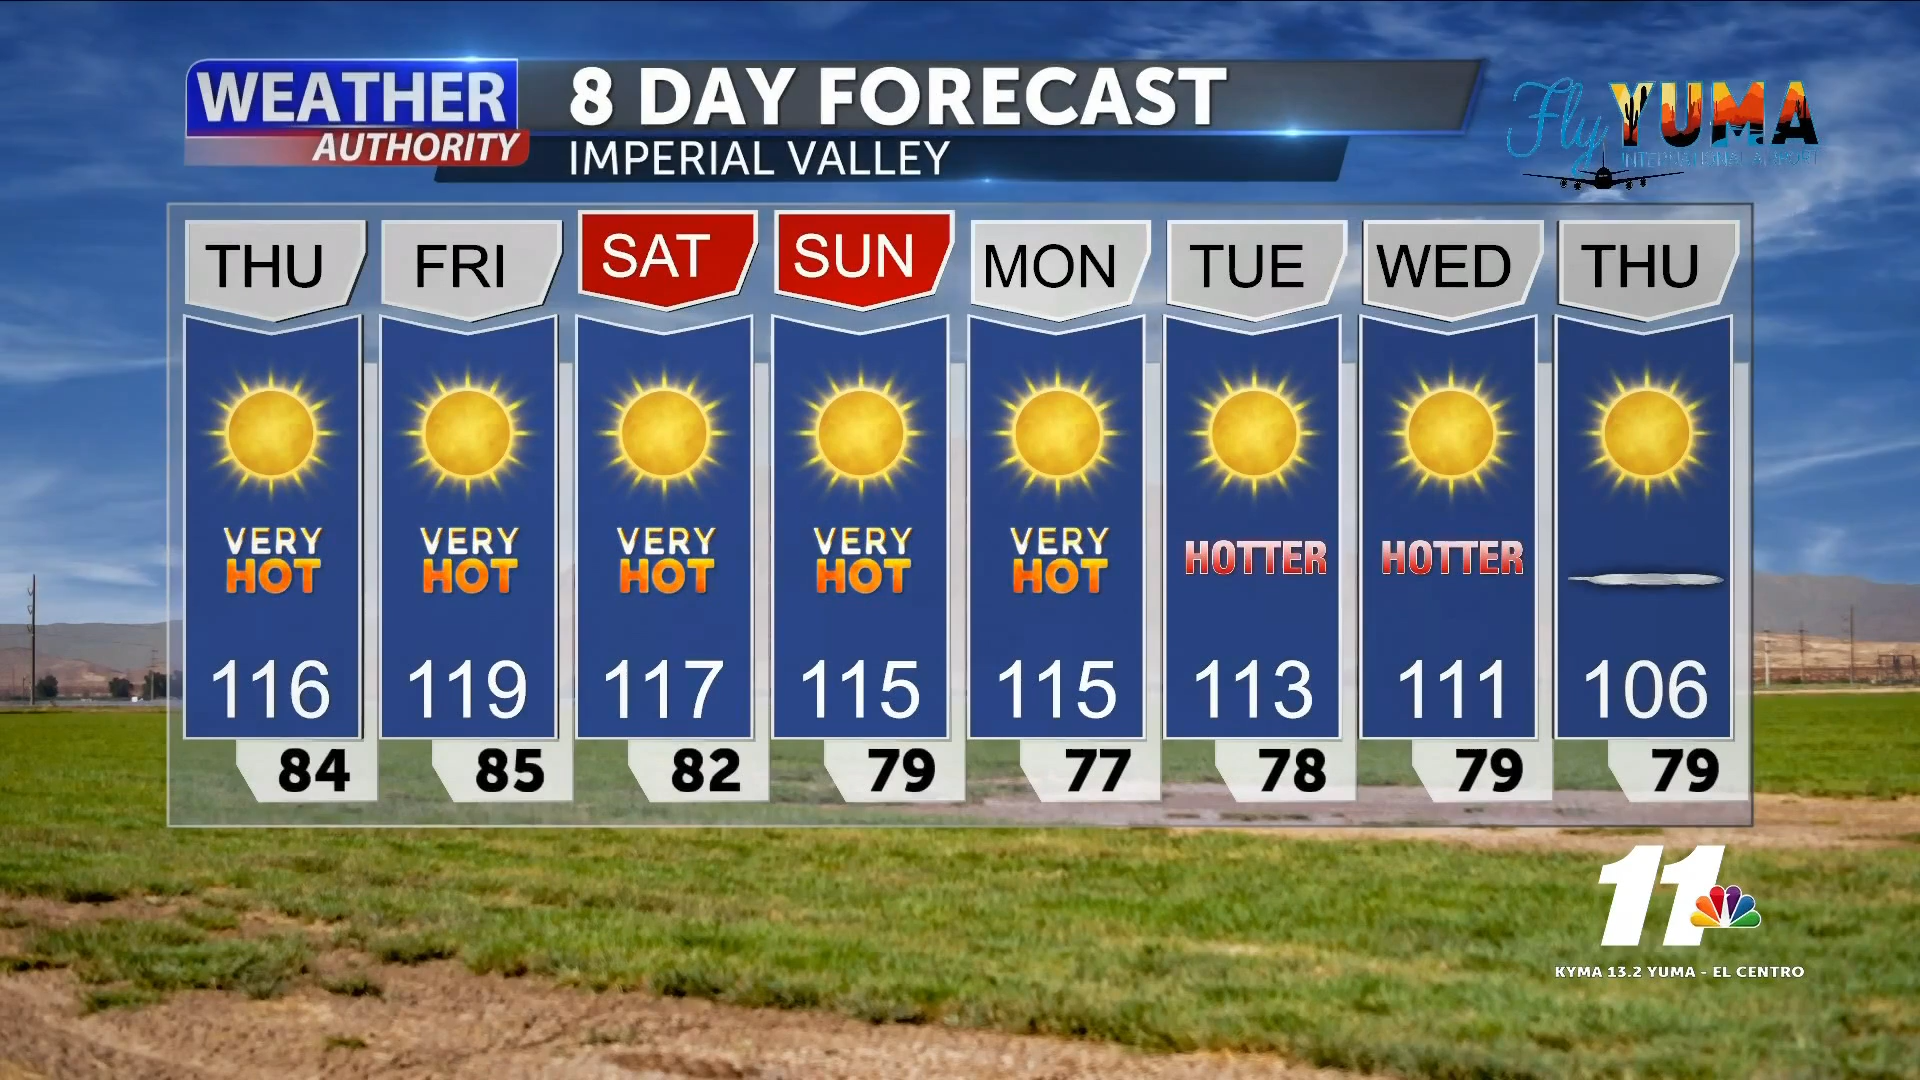 WEATHER
AUTHORITY
8 DAY FORECAST
IMPERIAL VALLEY
Fly YUMA
INTERNATIONAL AIRPORT
THU FRI SAT SUN MON TUE WED THU
VERY HOT VERY HOT VERY HOT VERY HOT VERY HOT HOTTER HOTTER
116 119 117 115 115 113 111 106
84 85 82 79 77 78 79 79
11
KYMA 13.2 YUMA - EL CENTRO